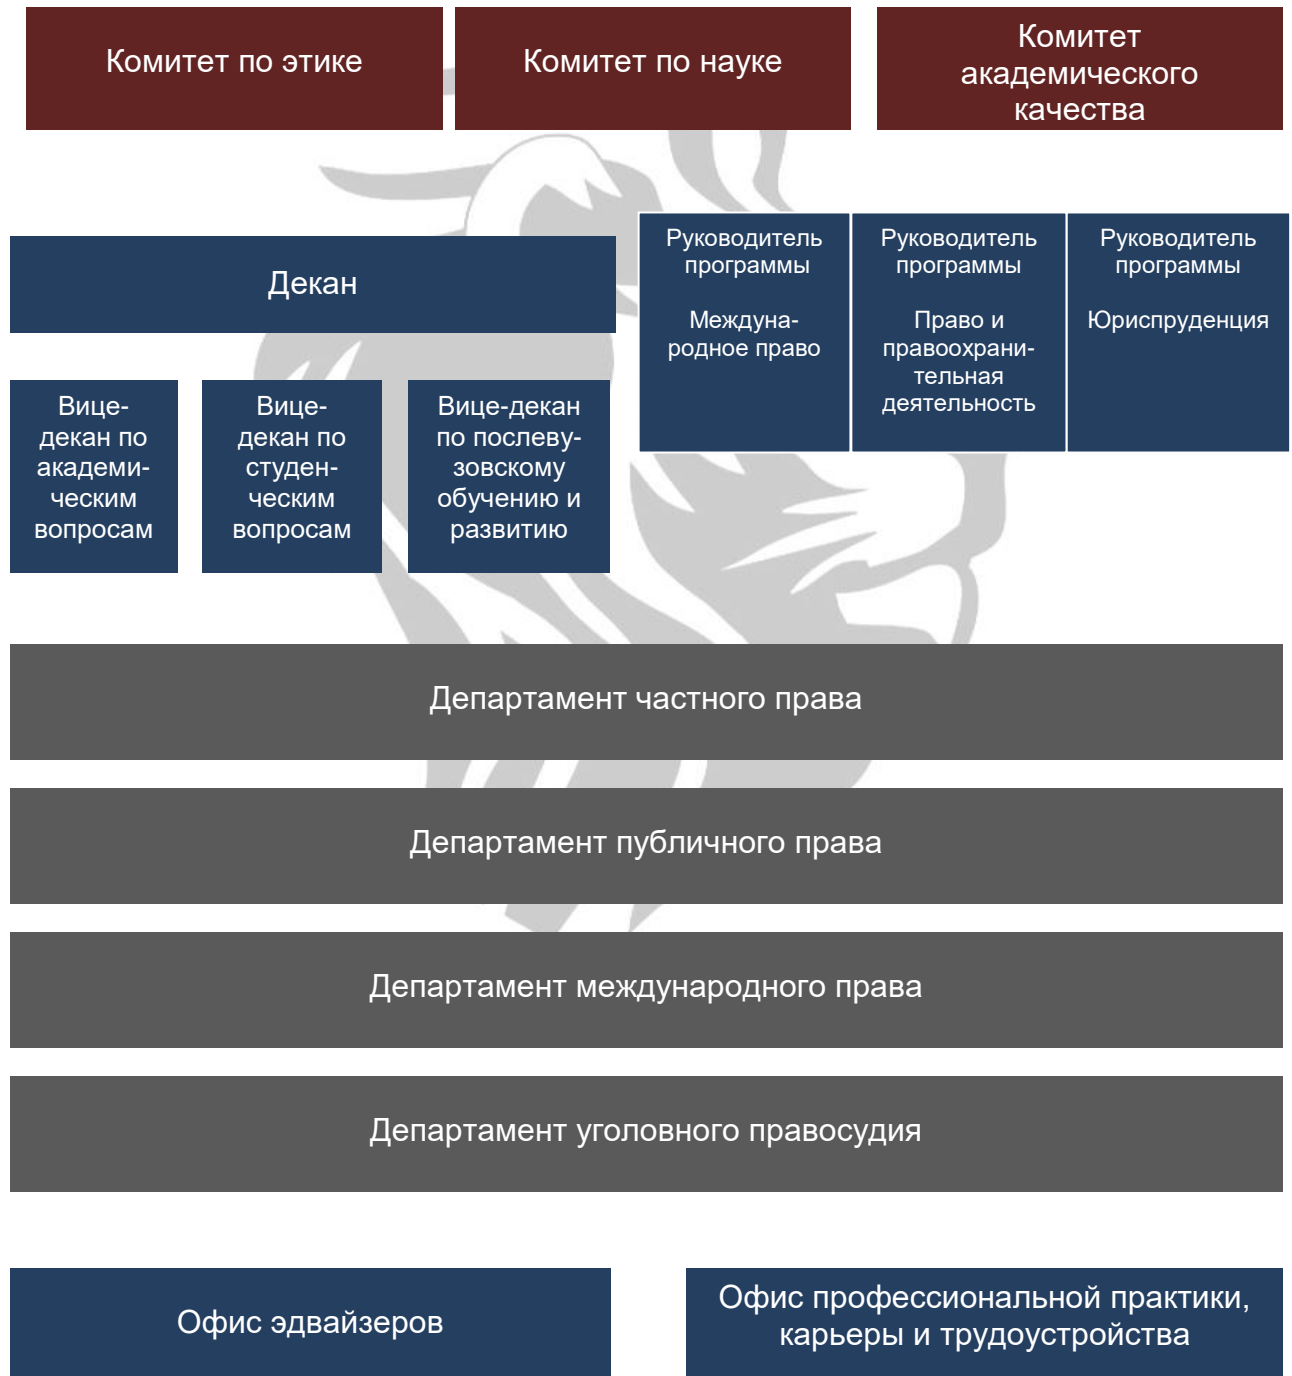 Комитет по этике
Комитет по науке
Комитет
академического
качества
Декан
Руководитель
программы
Междуна-
родное право
Руководитель
программы
Право и
правоохрани-
тельная
деятельность
Руководитель
программы
Юриспруденция
Вице-
декан по
академи-
ческим
вопросам
Вице-
декан по
студен-
ческим
вопросам
Вице-декан
по послеву-
зовскому
обучению и
развитию
Департамент частного права
Департамент публичного права
Департамент международного права
Департамент уголовного правосудия
Офис эдвайзеров
Офис профессиональной практики,
карьеры и трудоустройства